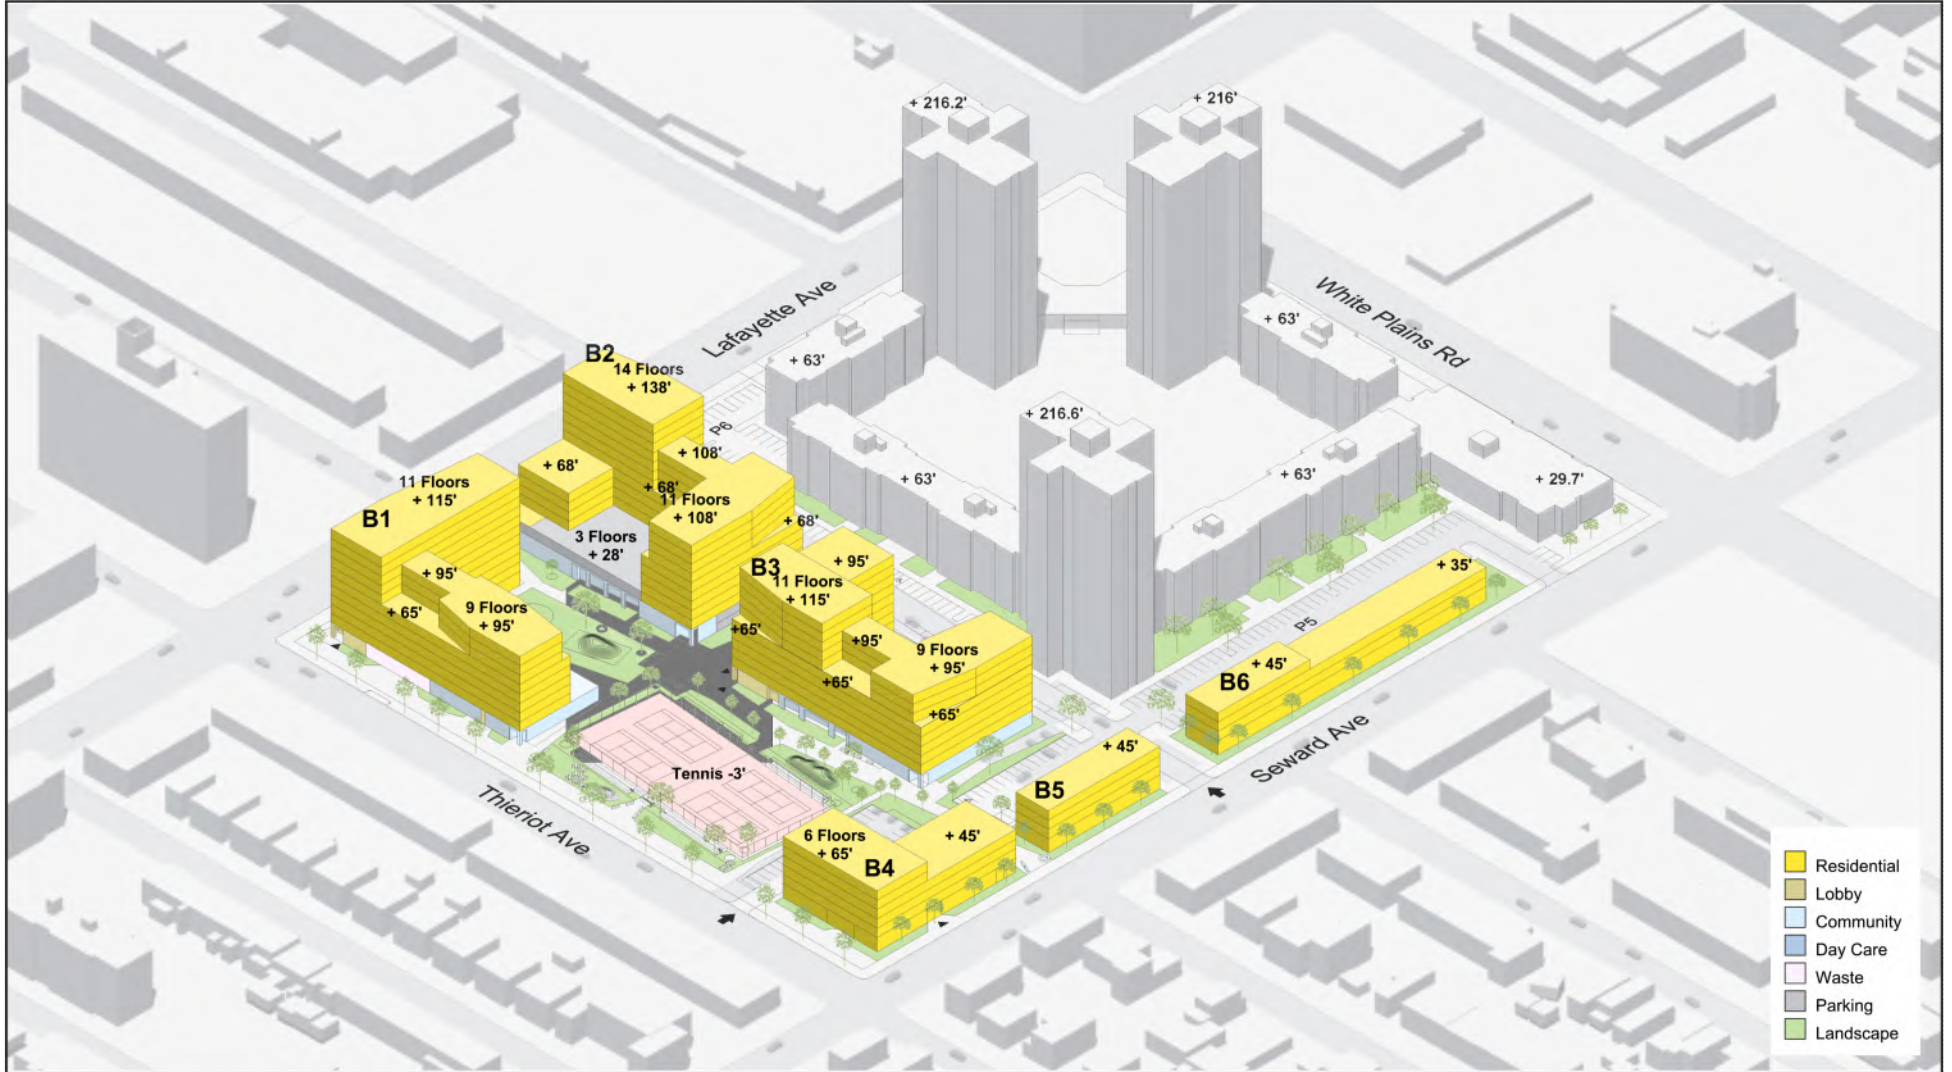 + 216.2'
+ 216'
Lafayette Ave
White Plains Rd
+ 63'
+ 63'
B2
14 Floors
+ 138'
+ 216.6'
P6
+ 108'
+ 68'
+ 68'
11 Floors
+ 108'
+ 68'
11 Floors
+ 115'
B1
3 Floors
+ 28'
+ 63'
+ 63'
+ 29.7'
+ 95'
+ 65'
9 Floors
+ 95'
B3
+ 95'
11 Floors
+ 115'
+65'
+95'
9 Floors
+ 95'
+65'
+65'
+ 35'
P5
+ 45'
B6
Seward Ave
+ 45'
B5
Tennis -3'
Thieriot Ave
6 Floors
+ 65'
B4
+ 45'
Residential
Lobby
Community
Day Care
Waste
Parking
Landscape